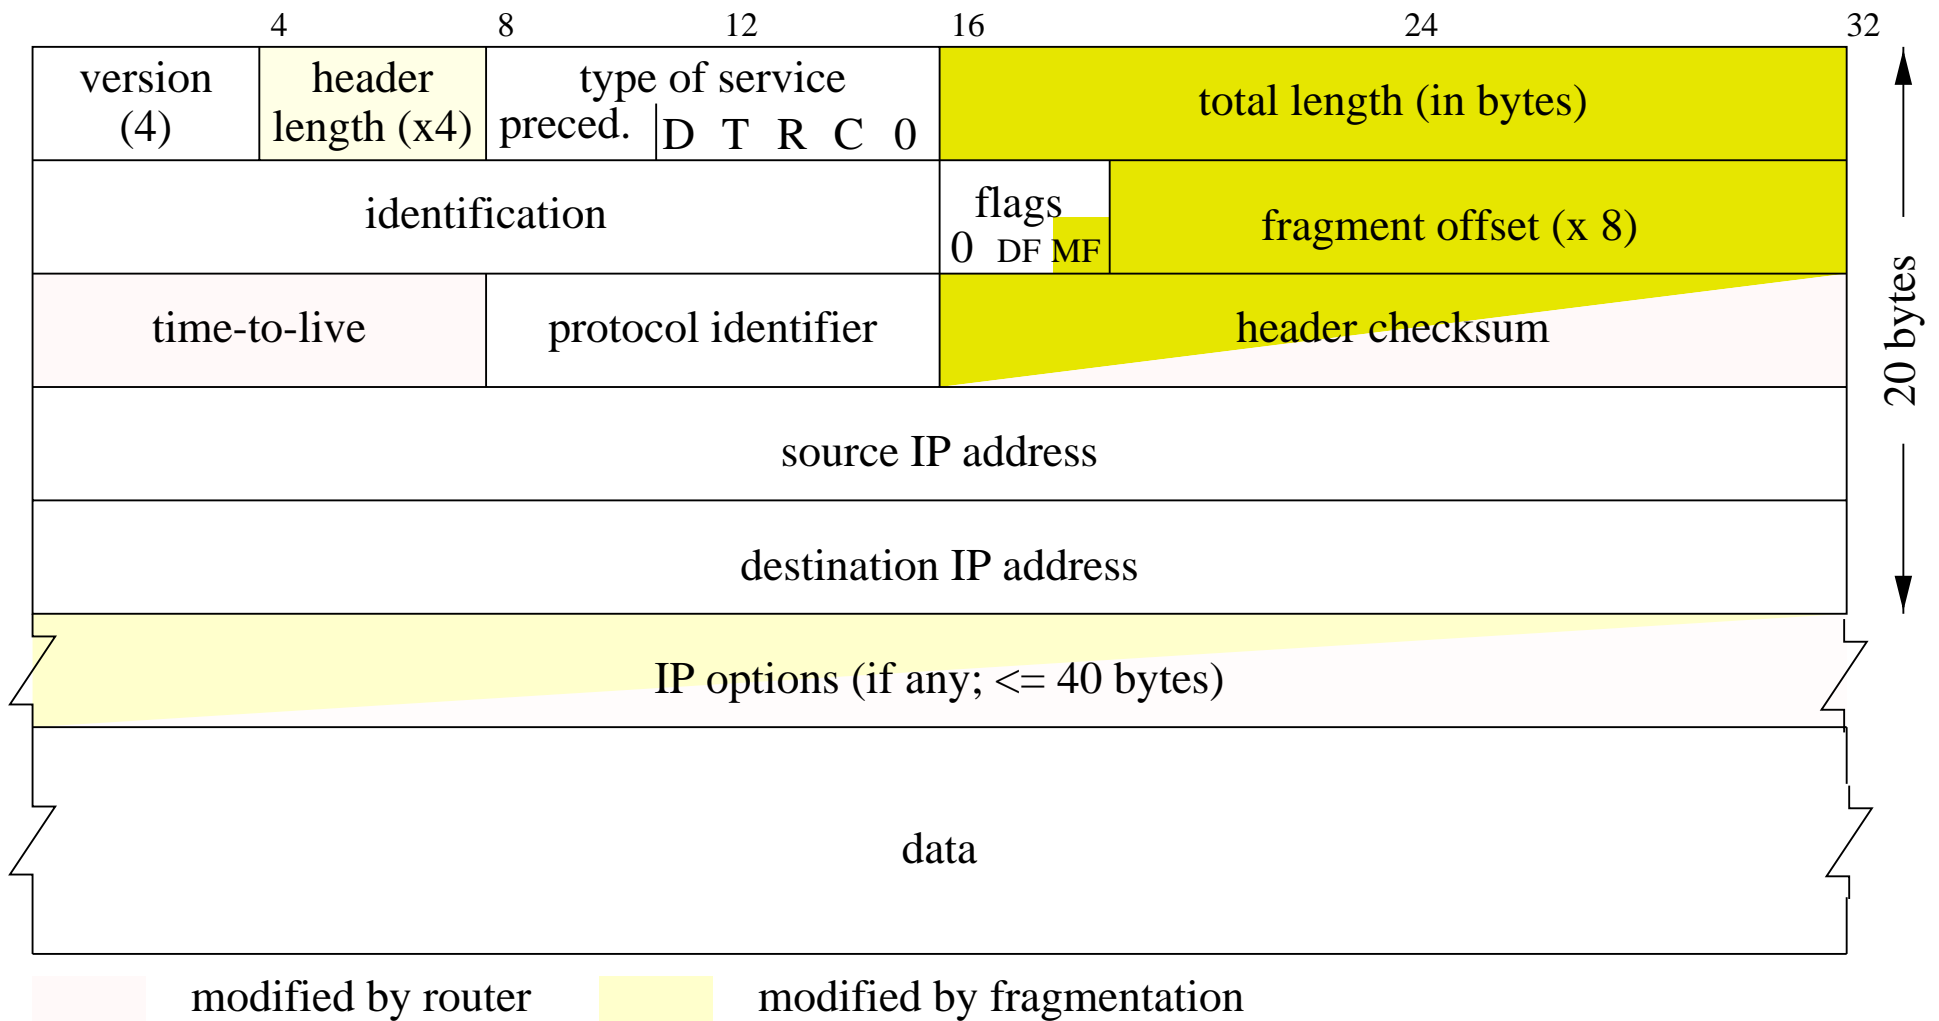 4 8 12 16 24 32
version
(4)
header
length (x4)
type of service
preced. D T R C 0
total length (in bytes)
identification
flags
0 DF MF
fragment offset (x 8)
time-to-live
protocol identifier
header checksum
source IP address
destination IP address
20 bytes
IP options (if any; <= 40 bytes)
data
modified by router
modified by fragmentation